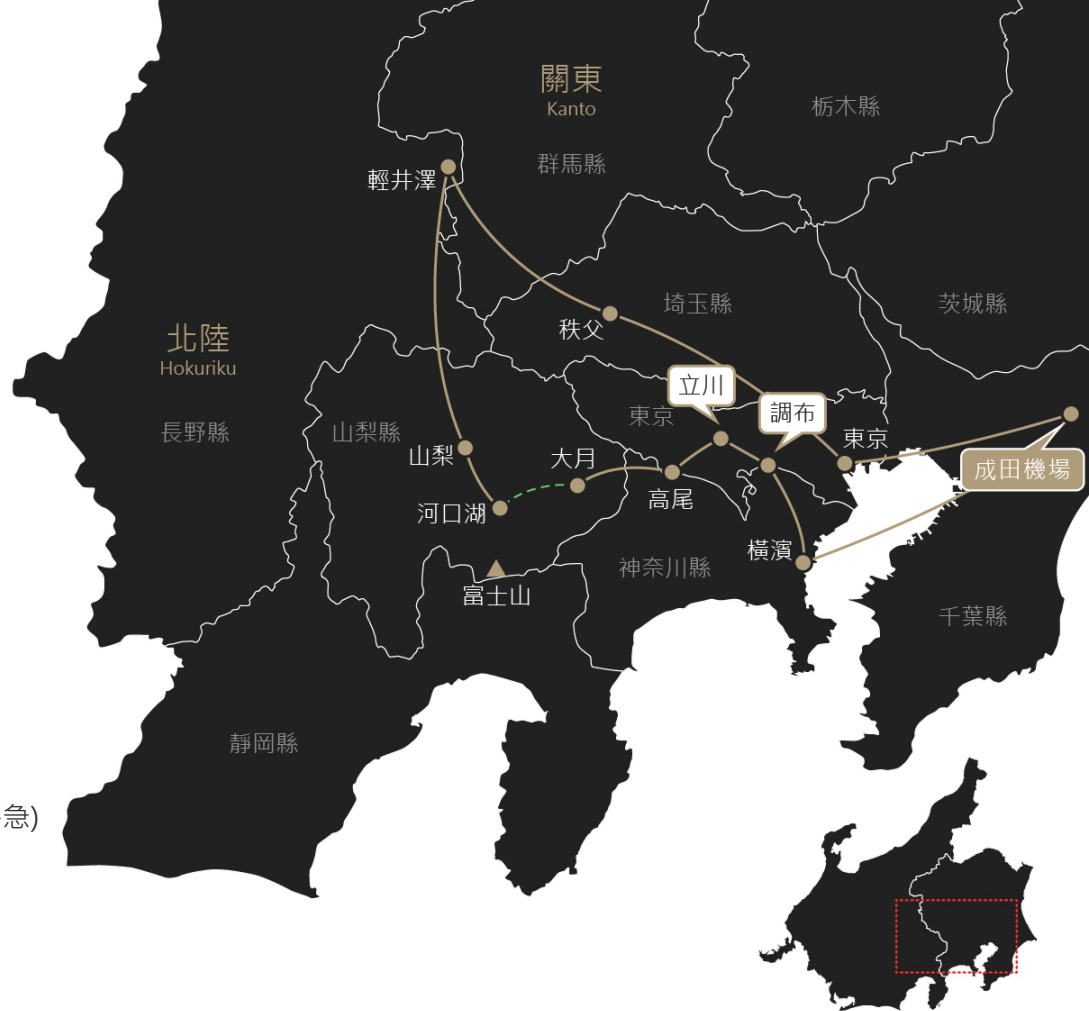 關東
Kanto
栃木縣
群馬縣
輕井澤
埼玉縣
茨城縣
秩父
北陸
Hokuriku
立川
調布
東京
東京
長野縣
山梨縣
山梨
大月
成田機場
高尾
河口湖
橫濱
神奈川縣
富士山
千葉縣
靜岡縣
急)